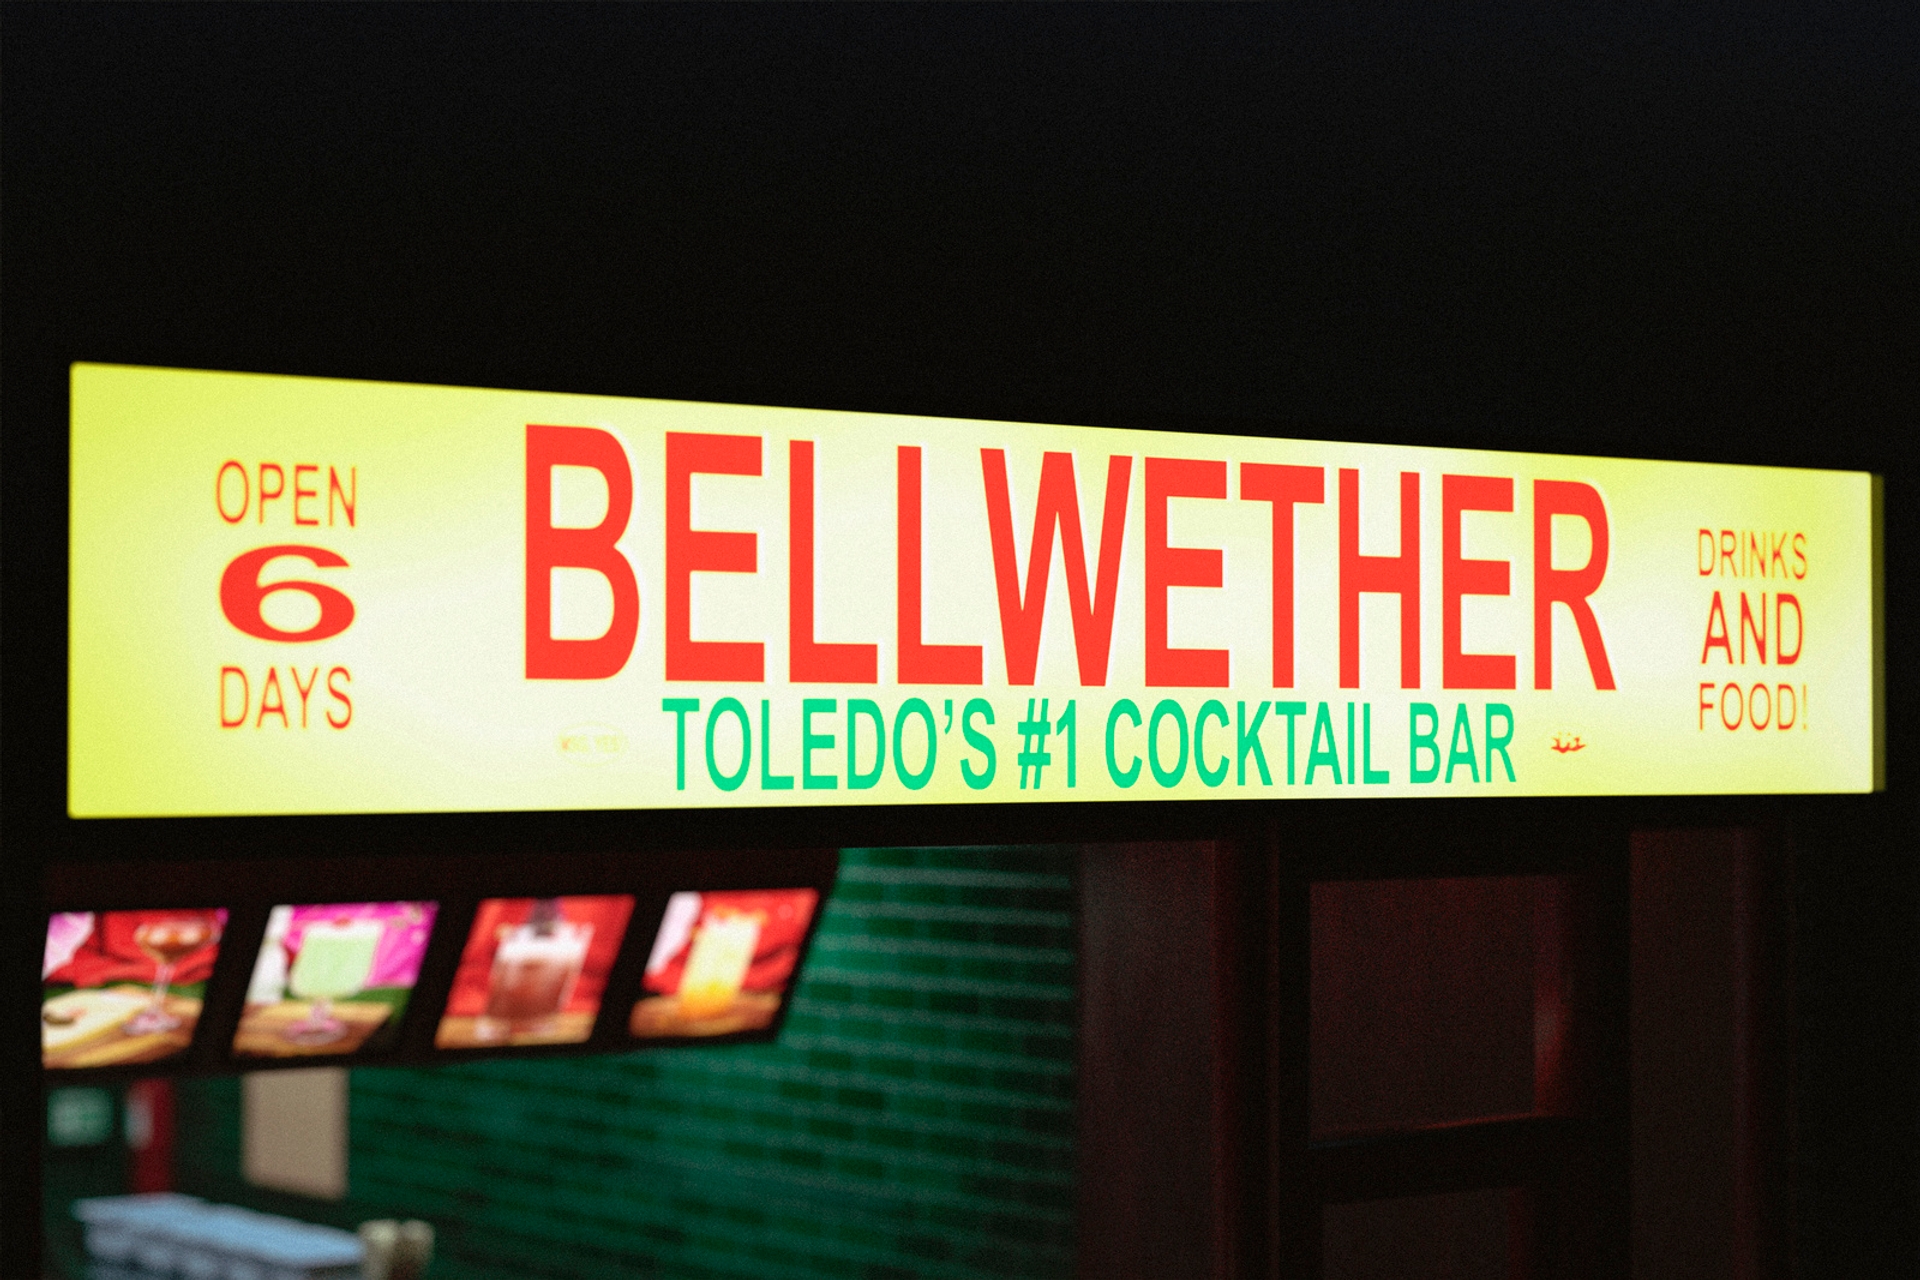 OPEN
6
DAYS
BELLWETHER
TOLEDO’S #1 COCKTAIL BAR
DRINKS
AND
FOOD!